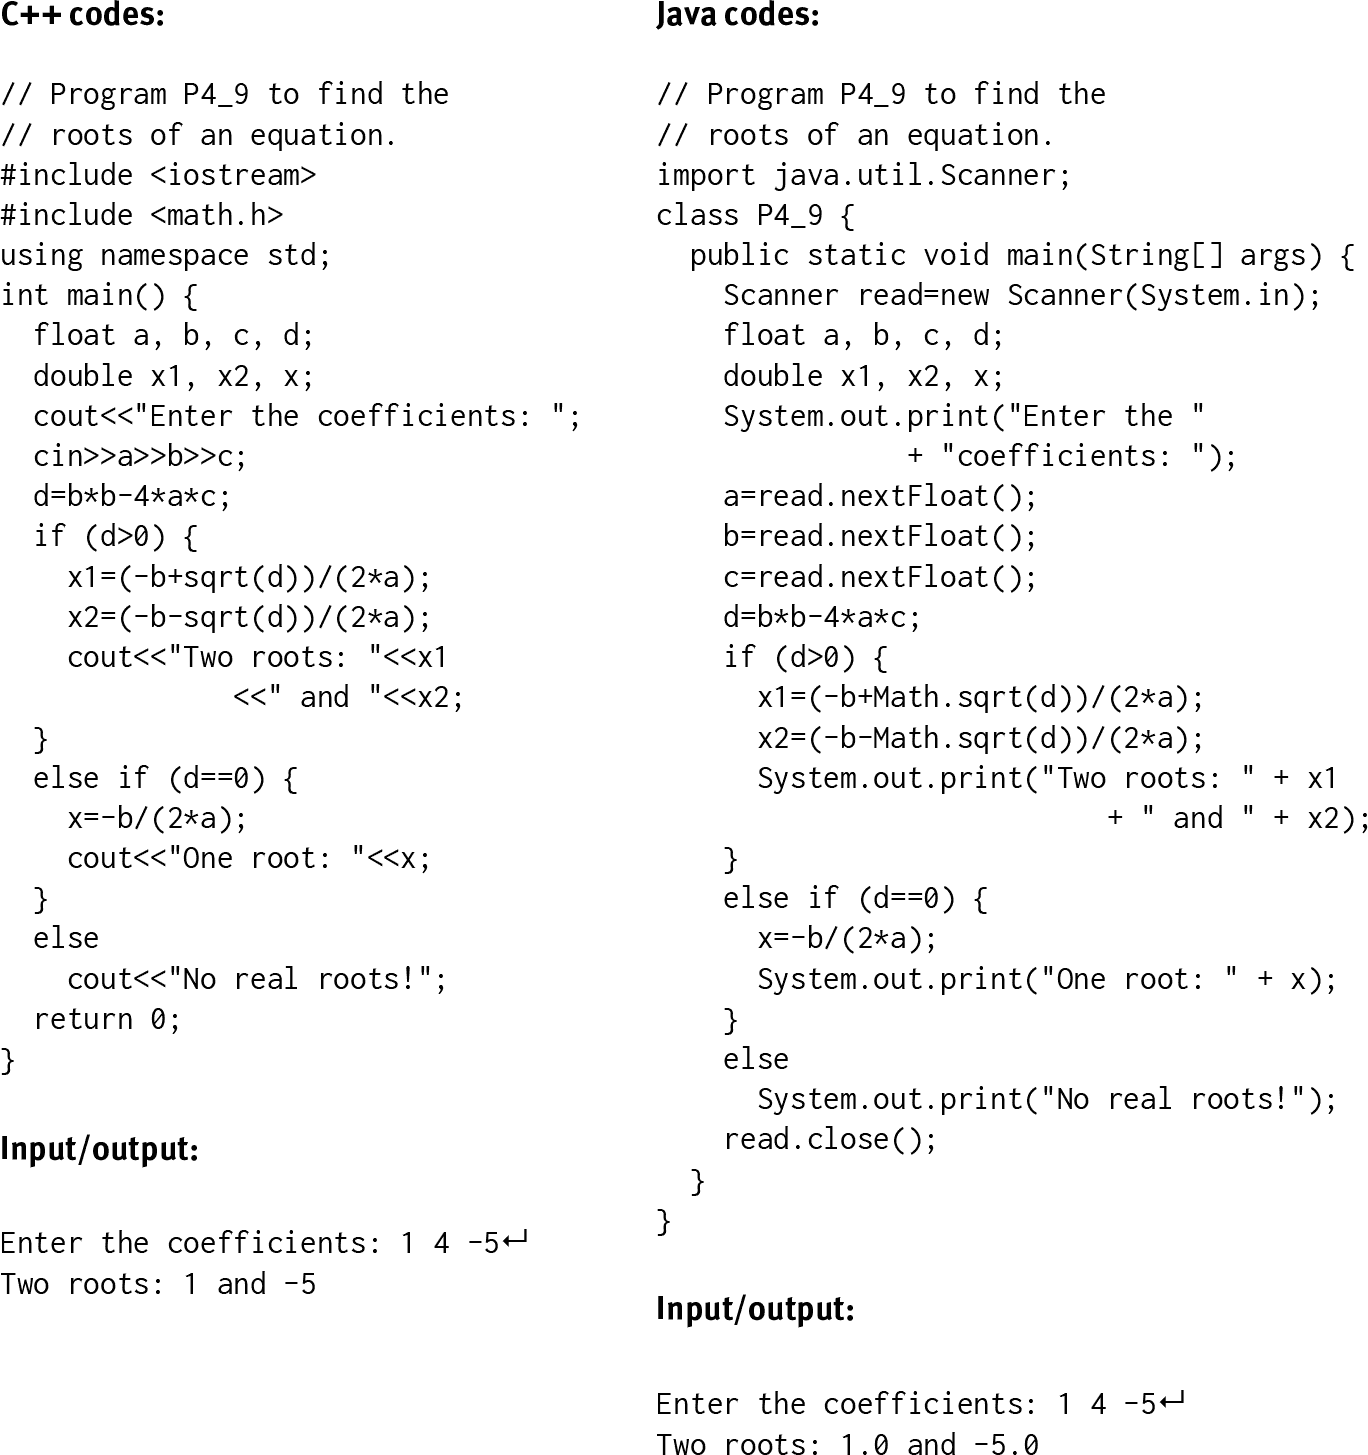 C++ codes:

// Program P4_9 to find the
// roots of an equation.
#include <iostream>
#include <math.h>
using namespace std;
int main() {
  float a, b, c, d;
  double x1, x2, x;
  cout<<"Enter the coefficients: ";
  cin>>a>>b>>c;
  d=b*b-4*a*c;
  if (d>0) {
    x1=(-b+sqrt(d))/(2*a);
    x2=(-b-sqrt(d))/(2*a);
    cout<<"Two roots: "<<x1
              <<" and "<<x2;
  }
  else if (d==0) {
    x=-b/(2*a);
    cout<<"One root: "<<x;
  }
  else
    cout<<"No real roots!";
  return 0;
}

Input/output:

Enter the coefficients: 1 4 -5↵
Two roots: 1 and -5

Java codes:

// Program P4_9 to find the
// roots of an equation.
import java.util.Scanner;
class P4_9 {
  public static void main(String[] args) {
    Scanner read=new Scanner(System.in);
    float a, b, c, d;
    double x1, x2, x;
    System.out.print("Enter the "
               + "coefficients: ");
    a=read.nextFloat();
    b=read.nextFloat();
    c=read.nextFloat();
    d=b*b-4*a*c;
    if (d>0) {
      x1=(-b+Math.sqrt(d))/(2*a);
      x2=(-b-Math.sqrt(d))/(2*a);
      System.out.print("Two roots: " + x1
                           + " and " + x2);
    }
    else if (d==0) {
      x=-b/(2*a);
      System.out.print("One root: " + x);
    }
    else
      System.out.print("No real roots!");
    read.close();
  }
}

Input/output:

Enter the coefficients: 1 4 -5↵
Two roots: 1.0 and -5.0